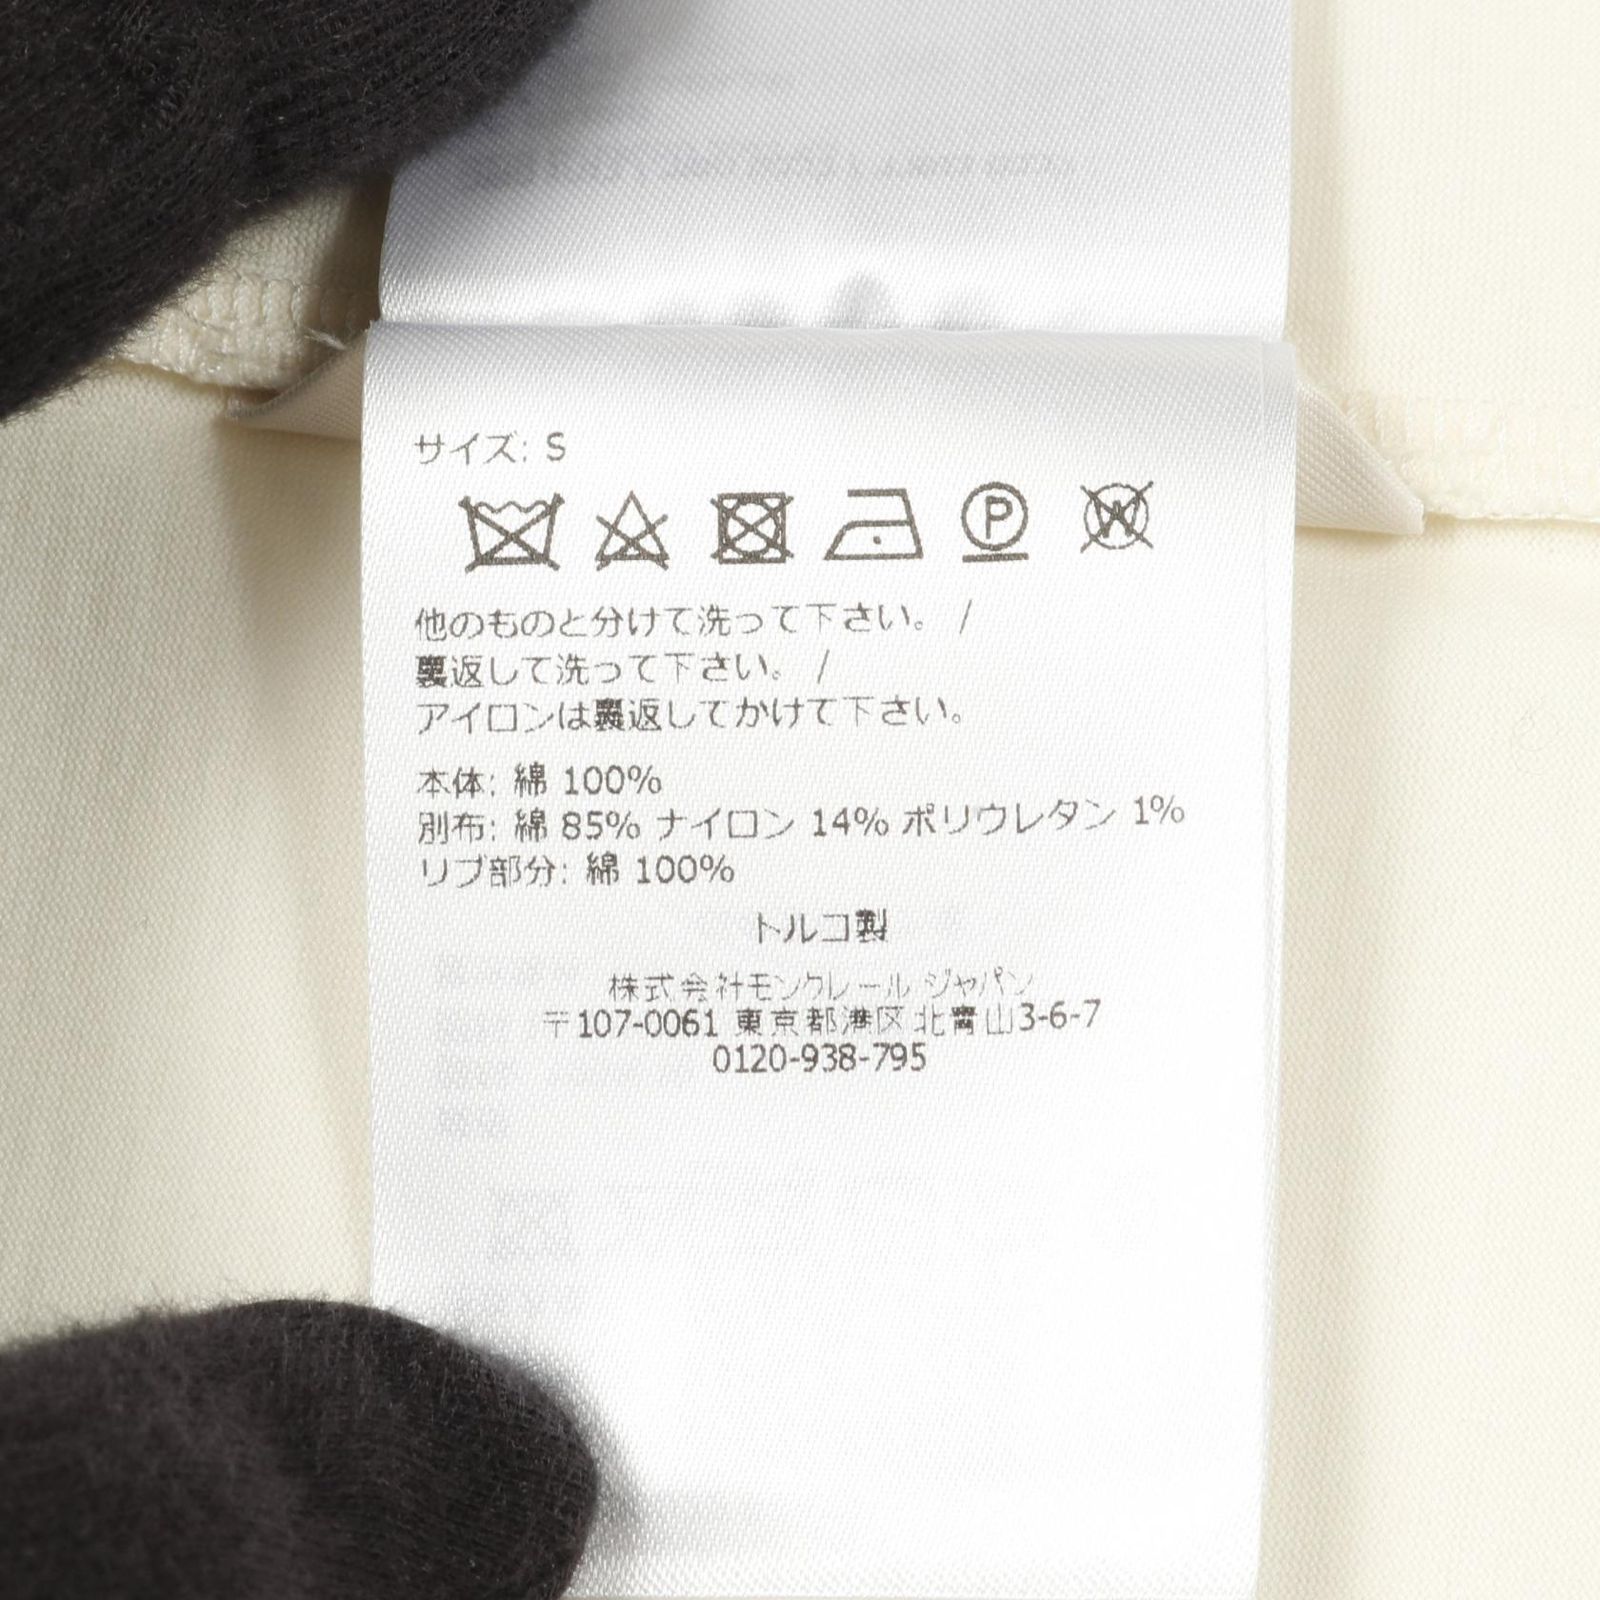 サイズ: S
P
W
他のものと分けて洗って下さい。 /
裏返して洗って下さい。 /
アイロンは裏返してかけて下さい。
本体: 綿 100%
別布: 綿 85% ナイロン 14% ポリウレタン 1%
リブ部分: 綿 100%
トルコ製
株式会社モンクレール ジャパン
〒107-0061 東京都港区北青山3-6-7
0120-938-795